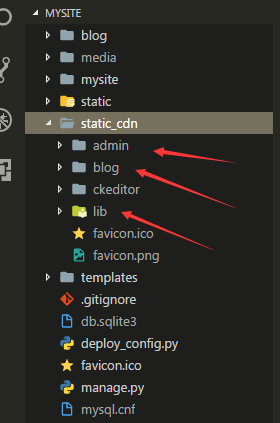 MYSITE
blog
media
mysite
static
static_cdn
admin
blog
ckeditor
lib
favicon.ico
favicon.png
templates
.gitignore
db.sqlite3
deploy_config.py
favicon.ico
manage.py
mysql.cnf